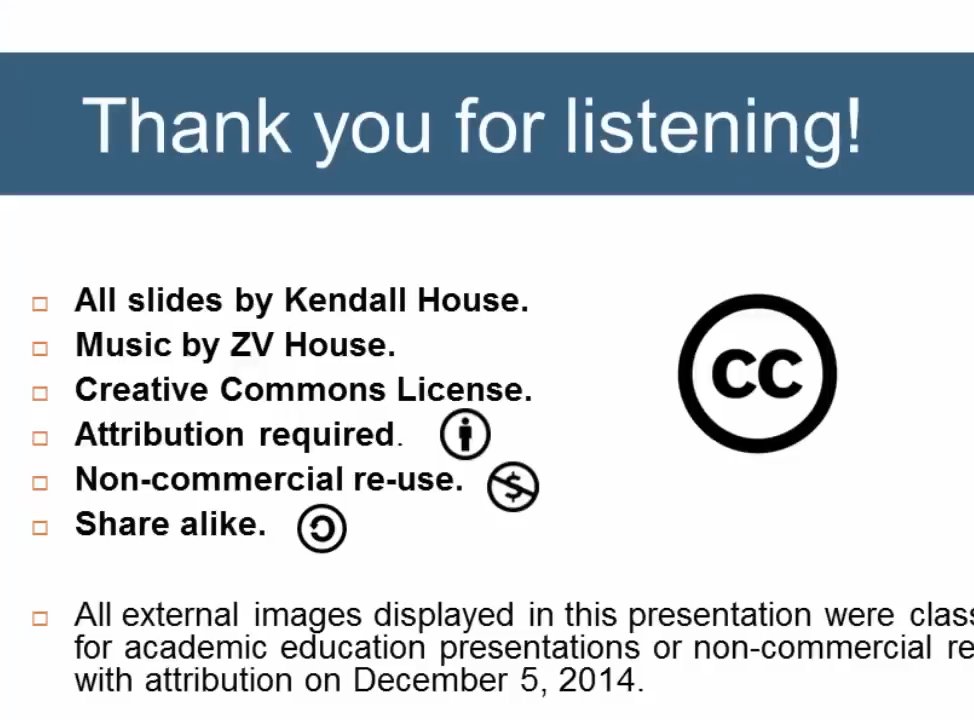 Thank you for listening!
All slides by Kendall House.
Music by ZV House.
Creative Commons License.
Attribution required.
Non-commercial re-use.
Share alike.
cc
All external images displayed in this presentation were
for academic education presentations or non-commercial
with attribution on December 5, 2014.